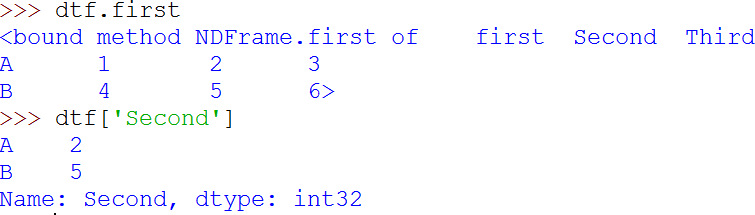 >>> dtf.first
<bound method NDFrame.first of    first  Second  Third
A      1       2      3
B      4       5      6>
>>> dtf['Second']
A    2
B    5
Name: Second, dtype: int32